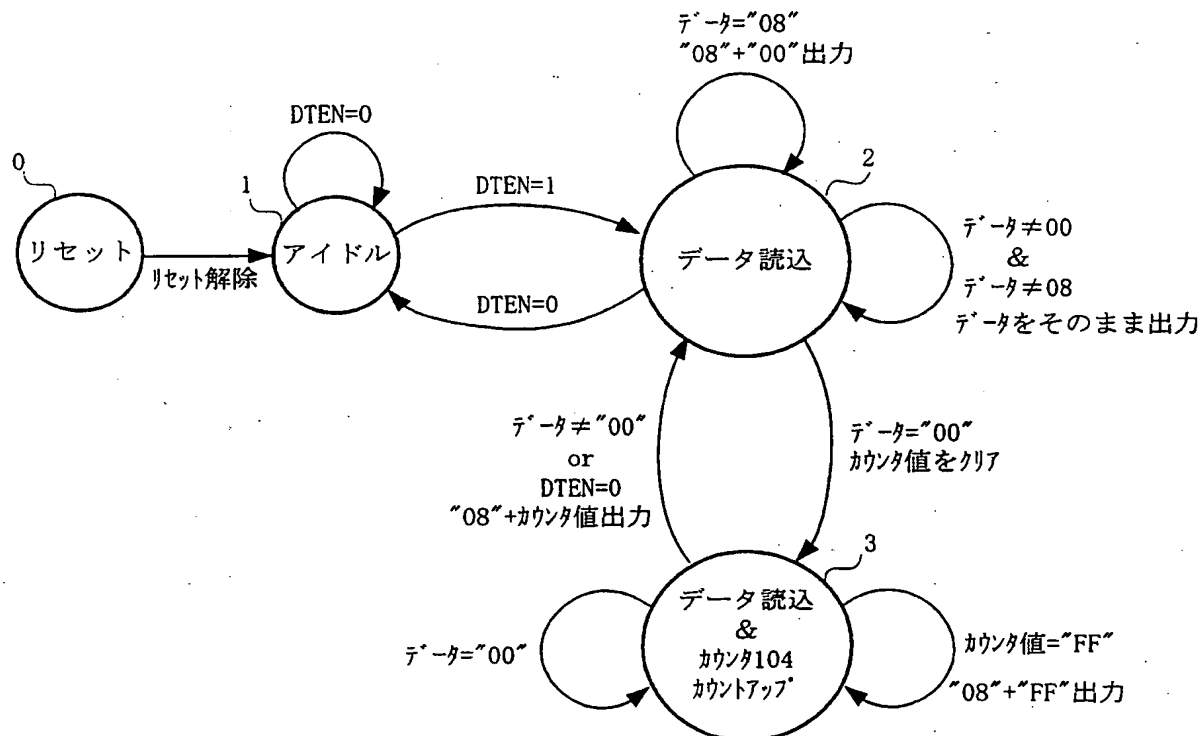 ﾃﾞｰﾀ="08"
"08"+"00"出力
DTEN=0
0
1
DTEN=1
2
リセット
ﾘｾｯﾄ解除
アイドル
データ読込
DTEN=0
ﾃﾞｰﾀ≠00
&
ﾃﾞｰﾀ≠08
ﾃﾞｰﾀをそのまま出力
ﾃﾞｰﾀ≠"00"
or
DTEN=0
"08"+ｶｳﾝﾀ値出力
ﾃﾞｰﾀ="00"
ｶｳﾝﾀ値をｸﾘｱ
3
データ読込
&
ｶｳﾝﾀ104
ｶｳﾝﾄｱｯﾌﾟ
ﾃﾞｰﾀ="00"
ｶｳﾝﾀ値="FF"
"08"+"FF"出力